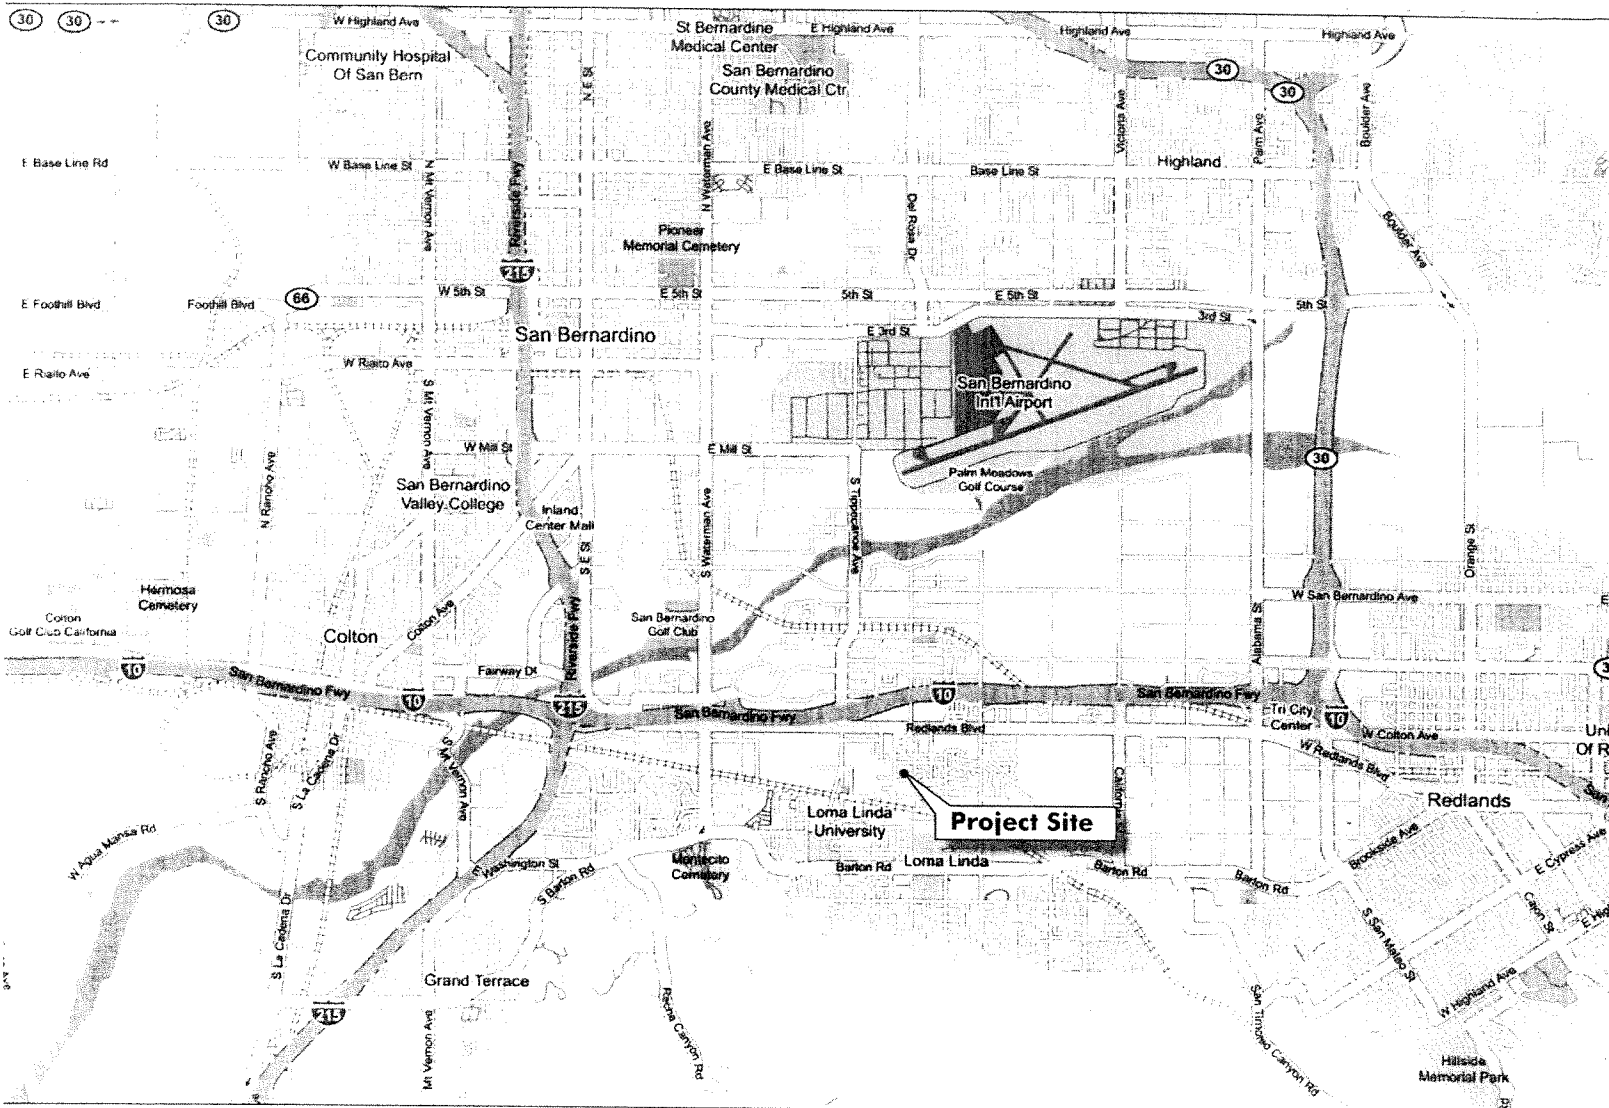 30
30
30
W Highland Ave
St Bernardine
Medical Center
E Highland Ave
Highland Ave
Highland Ave
Community Hospital
Of San Bern
San Bernardino
County Medical Ctr
N E St
30
30
Victoria Ave
Palm Ave
Boulder Ave
E Base Line Rd
W Base Line St
N Mt Vernon Ave
Riverside Fwy
N Waterman Ave
E Base Line St
Base Line St
Highland
Del Rosa Dr
Boulder Ave
Pioneer
Memorial Cemetery
215
E Foothill Blvd
Foothill Blvd
66
W 5th St
E 5th St
5th St
E 5th St
5th St
3rd St
San Bernardino
E 3rd St
E Rialto Ave
W Rialto Ave
San Bernardino
Int'l Airport
S Mt Vernon Ave
N Rancho Ave
W Mill St
E Mill St
30
Palm Meadows
Golf Course
San Bernardino
Valley College
Inland
Center Mall
S E St
S Waterman Ave
S Tippecanoe Ave
Orange St
Hermosa
Cemetery
Colton
Golf Club California
Colton
Colton Ave
Riverside Fwy
San Bernardino
Golf Club
W San Bernardino Ave
Alabama St
10
San Bernardino Fwy
Fairway Dr
10
215
San Bernardino Fwy
10
San Bernardino Fwy
Redlands Blvd
Tri City
Center
10
W Colton Ave
Uni
Of R
W Redlands Blvd
San
S Rancho Ave
S La Cadena Dr
S Mt Vernon Ave
Loma Linda
University
Project Site
Redlands
W Agua Mansa Rd
E Washington St
S Barton Rd
Montecito
Cemetery
Barton Rd
Loma Linda
Barton Rd
Barton Rd
Brookside Ave
E Cypress Ave
S La Cadena Dr
Cajon St
E Hig
S San Mateo St
Grand Terrace
215
Mt Vernon Ave
Reche Canyon Rd
San Timoteo Canyon Rd
W Highland Ave
Hillside
Memorial Park